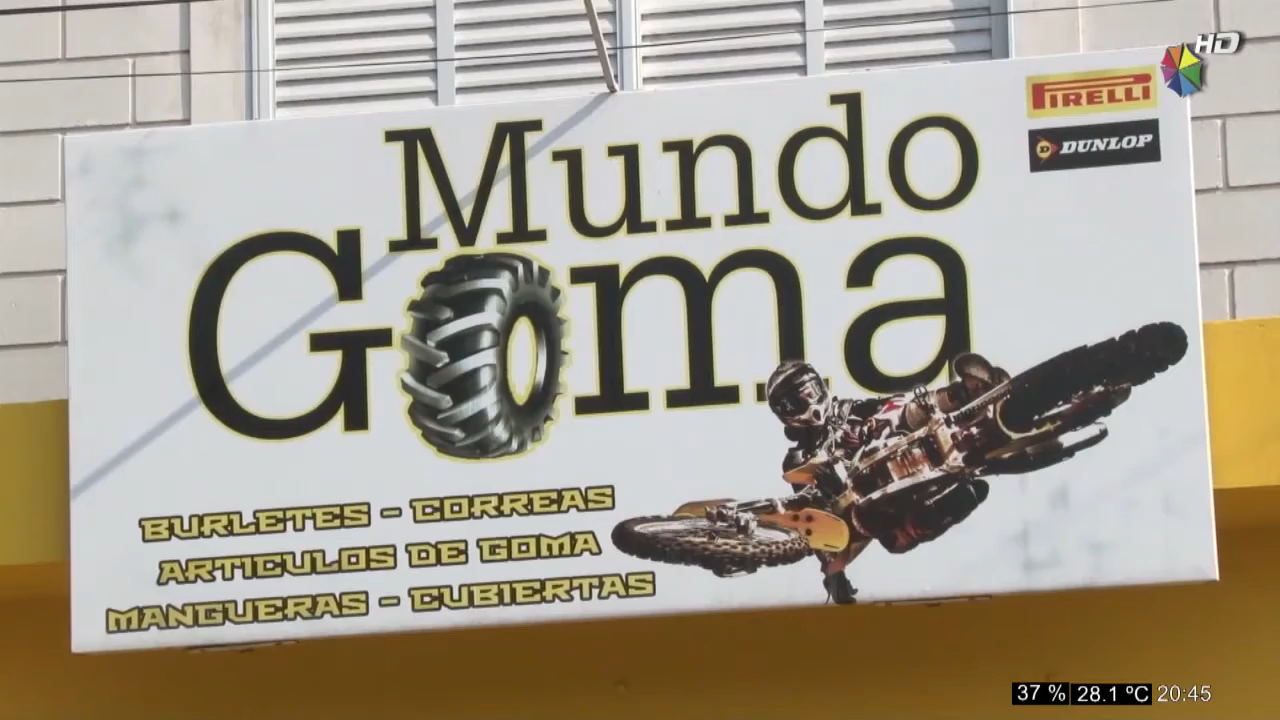 HD
PIRELLI
DUNLOP
Mundo
Goma
BURLETES - CORREAS
ARTICULOS DE GOMA
MANGUERAS - CUBIERTAS
37 % 28.1 ºC 20:45